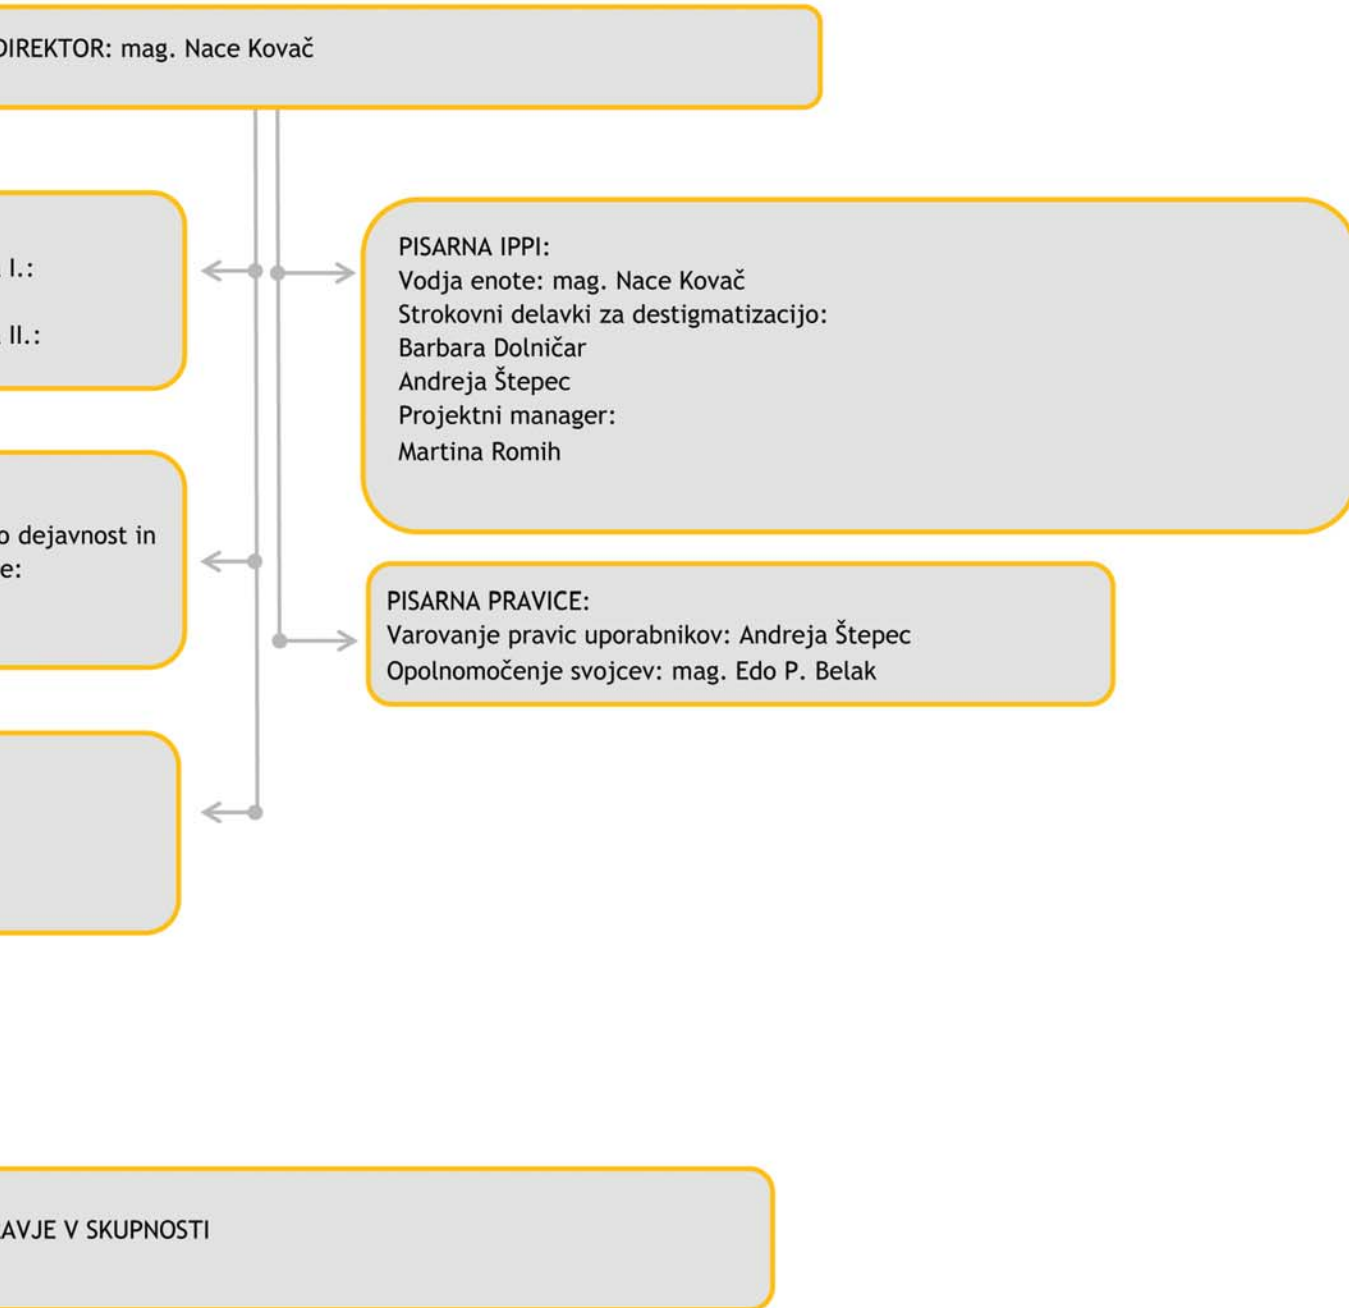 DIREKTOR: mag. Nace Kovač
I.:
II.:
PISARNA IPPI:
Vodja enote: mag. Nace Kovač
Strokovni delavki za destigmatizacijo:
Barbara Dolničar
Andreja Štepec
Projektni manager:
Martina Romih
o dejavnost in
e:
PISARNA PRAVICE:
Varovanje pravic uporabnikov: Andreja Štepec
Opolnomočenje svojcev: mag. Edo P. Belak
AVJE V SKUPNOSTI